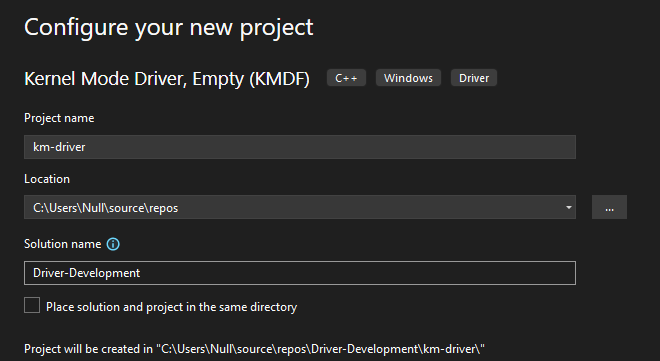 Configure your new project
Kernel Mode Driver, Empty (KMDF) C++ Windows Driver
Project name
km-driver
Location
C:\Users\Null\source\repos ...
Solution name
Driver-Development
Place solution and project in the same directory
Project will be created in "C:\Users\Null\source\repos\Driver-Development\km-driver\"